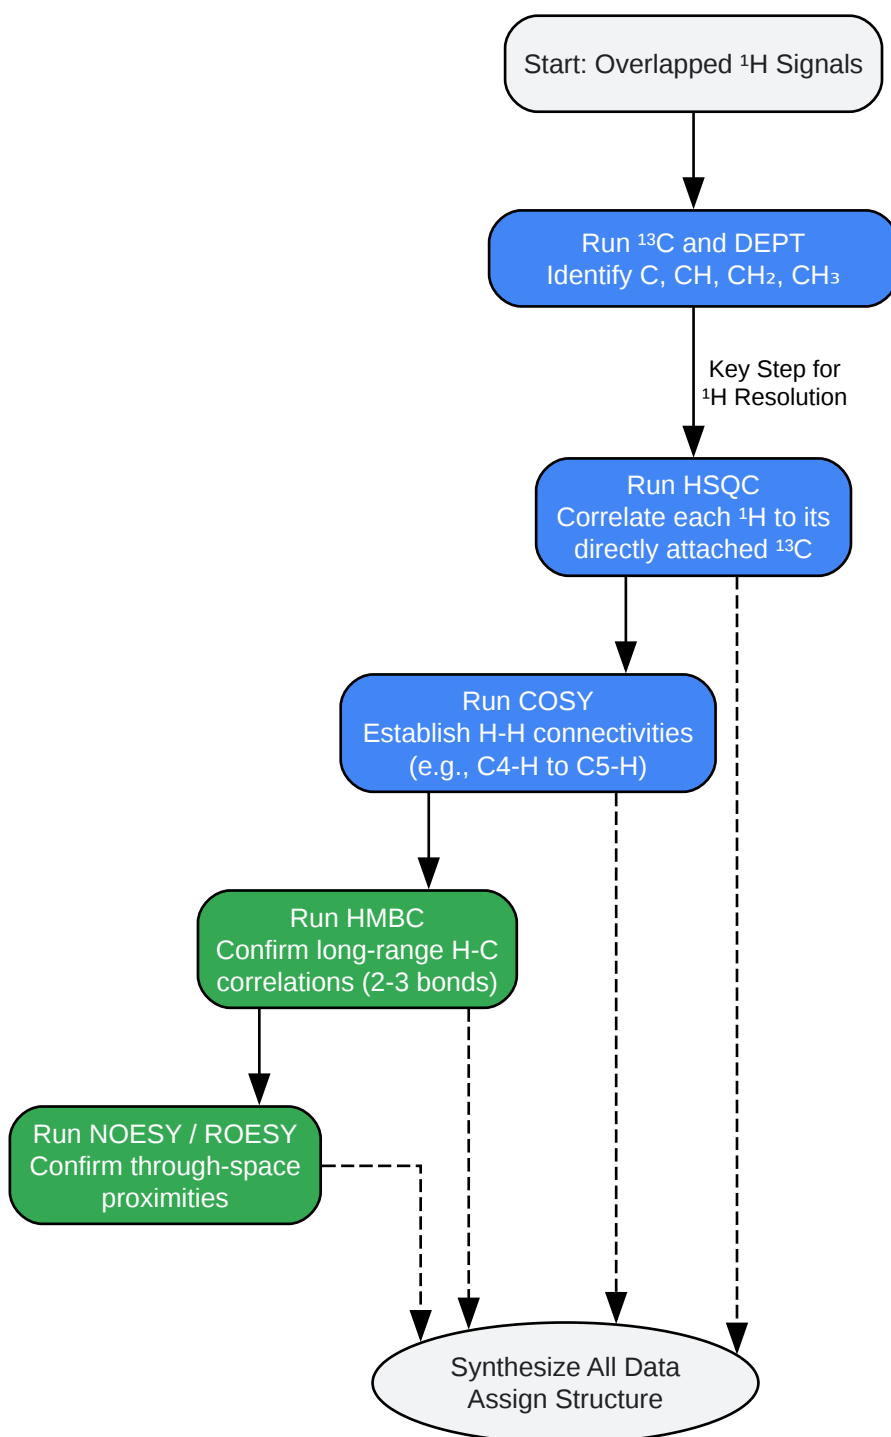 Start: Overlapped ¹H Signals
Run ¹³C and DEPT
Identify C, CH, CH₂, CH₃
Key Step for
¹H Resolution
Run HSQC
Correlate each ¹H to its
directly attached ¹³C
Run COSY
Establish H-H connectivities
(e.g., C4-H to C5-H)
Run HMBC
Confirm long-range H-C
correlations (2-3 bonds)
Run NOESY / ROESY
Confirm through-space
proximities
Synthesize All Data
Assign Structure